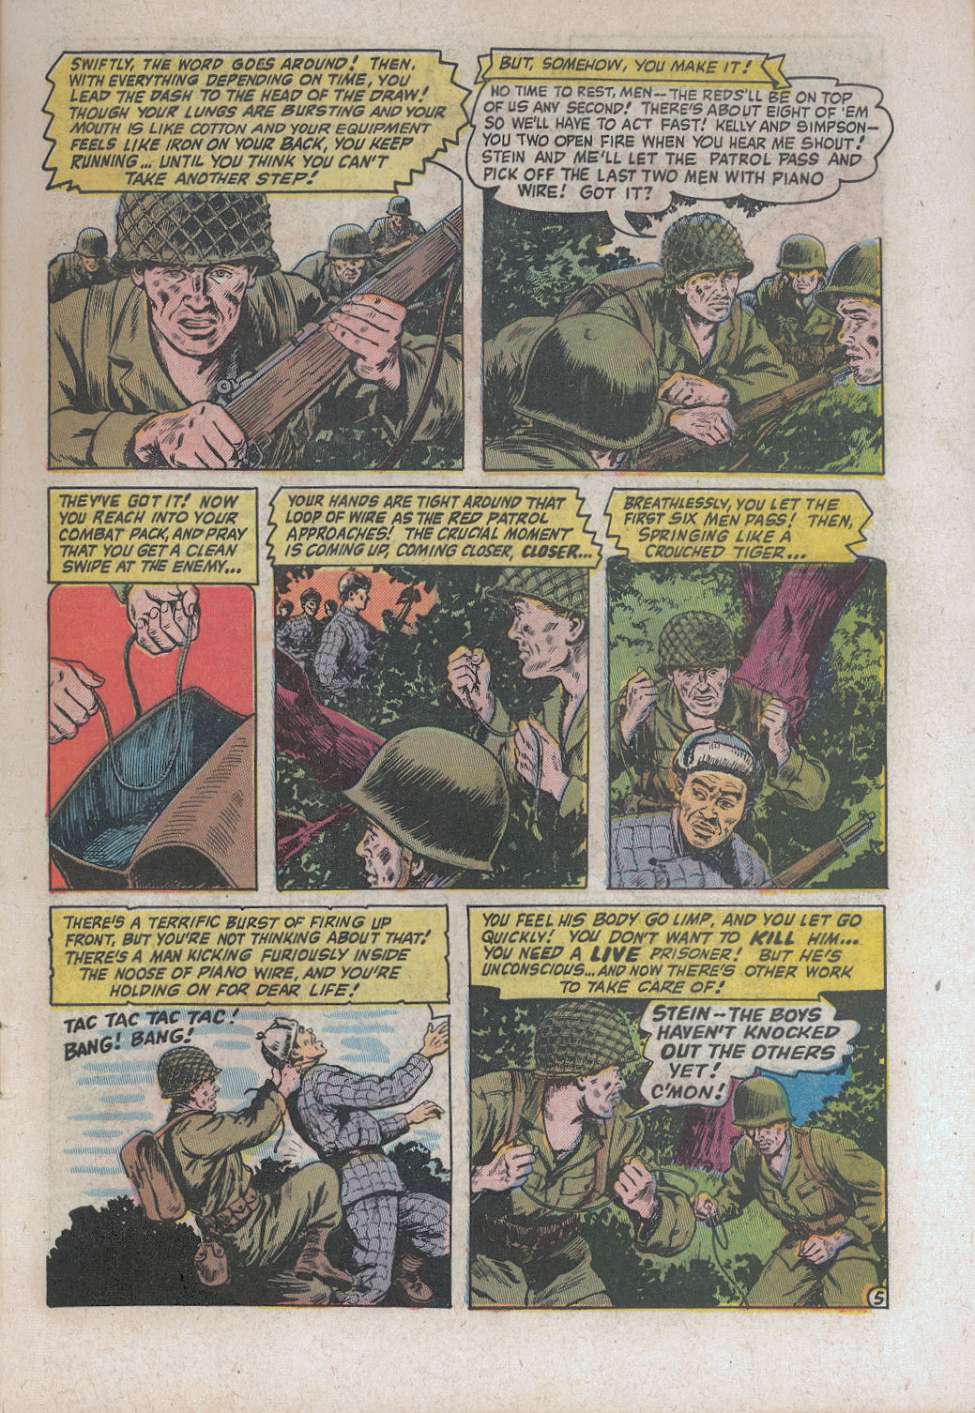 SWIFTLY, THE WORD GOES AROUND! THEN,
WITH EVERYTHING DEPENDING ON TIME, YOU
LEAD THE DASH TO THE HEAD OF THE DRAW!
THOUGH YOUR LUNGS ARE BURSTING AND YOUR
MOUTH IS LIKE COTTON AND YOUR EQUIPMENT
FEELS LIKE IRON ON YOUR BACK, YOU KEEP
RUNNING... UNTIL YOU THINK YOU CAN'T
TAKE ANOTHER STEP!
BUT, SOMEHOW, YOU MAKE IT!
NO TIME TO REST, MEN-- THE REDS'LL BE ON TOP
OF US ANY SECOND! THERE'S ABOUT EIGHT OF 'EM
SO WE'LL HAVE TO ACT FAST! KELLY AND SIMPSON--
YOU TWO OPEN FIRE WHEN YOU HEAR ME SHOUT!
STEIN AND ME'LL LET THE PATROL PASS AND
PICK OFF THE LAST TWO MEN WITH PIANO
WIRE! GOT IT?
THEY'VE GOT IT! NOW
YOU REACH INTO YOUR
COMBAT PACK, AND PRAY
THAT YOU GET A CLEAN
SWIPE AT THE ENEMY...
YOUR HANDS ARE TIGHT AROUND THAT
LOOP OF WIRE AS THE RED PATROL
APPROACHES! THE CRUCIAL MOMENT
IS COMING UP, COMING CLOSER, CLOSER...
BREATHLESSLY, YOU LET THE
FIRST SIX MEN PASS! THEN,
SPRINGING LIKE A
CROUCHED TIGER...
THERE'S A TERRIFIC BURST OF FIRING UP
FRONT, BUT YOU'RE NOT THINKING ABOUT THAT!
THERE'S A MAN KICKING FURIOUSLY INSIDE
THE NOOSE OF PIANO WIRE, AND YOU'RE
HOLDING ON FOR DEAR LIFE!
TAC TAC TAC TAC!
BANG! BANG!
YOU FEEL HIS BODY GO LIMP, AND YOU LET GO
QUICKLY! YOU DON'T WANT TO KILL HIM...
YOU NEED A LIVE PRISONER! BUT HE'S
UNCONSCIOUS... AND NOW THERE'S OTHER WORK
TO TAKE CARE OF!
STEIN-- THE BOYS
HAVEN'T KNOCKED
OUT THE OTHERS
YET!
C'MON!
5